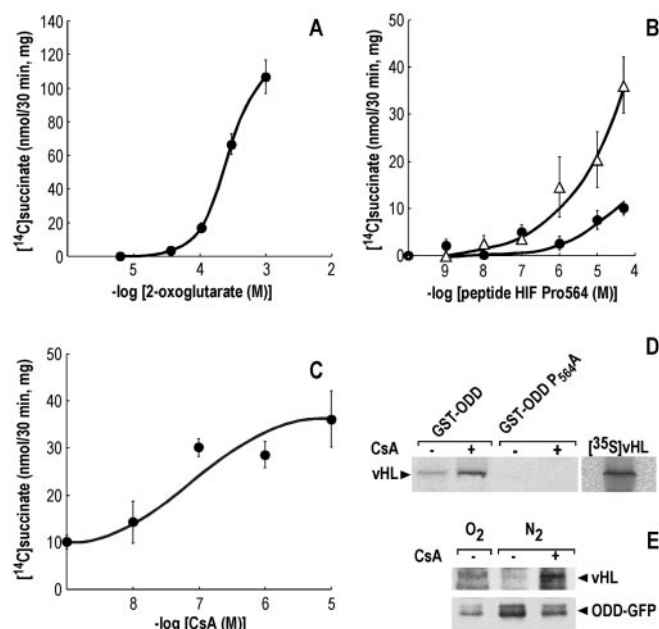 A
[14C]succinate (nmol/30 min, mg)
140
120
100
80
60
40
20
0
5 4 3 2
-log [2-oxoglutarate (M)]
B
[14C]succinate (nmol/30 min, mg)
50
40
30
20
10
0
9 8 7 6 5 4
-log [peptide HIF Pro564 (M)]
C
[14C]succinate (nmol/30 min, mg)
50
40
30
20
10
0
8 7 6 5
-log [CsA (M)]
D
GST-ODD GST-ODD P564A
CsA - + - + [35S]vHL
vHL
E
O2 N2
CsA - - +
vHL
ODD-GFP